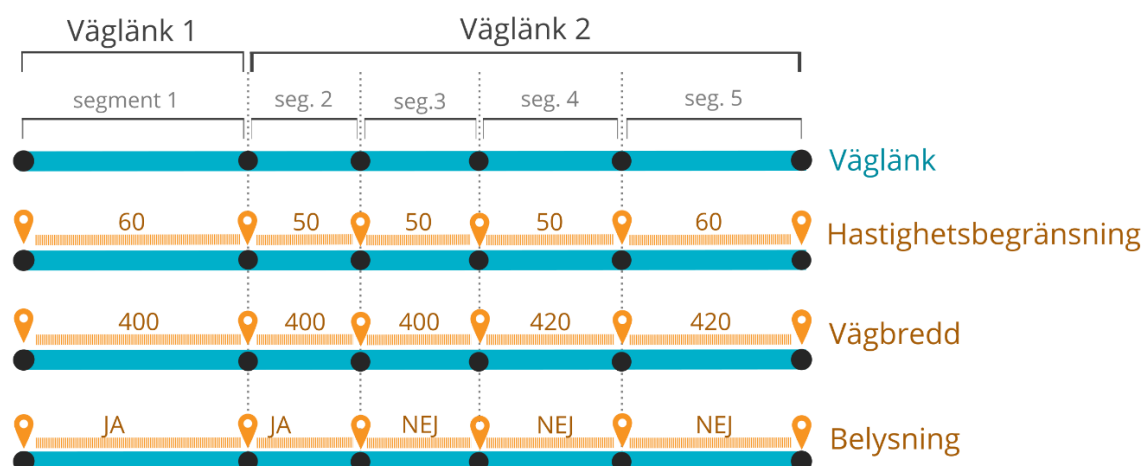 Väglänk 1 Väglänk 2
segment 1 seg. 2 seg.3 seg. 4 seg. 5
Väglänk
60 50 50 50 60 Hastighetsbegränsning
400 400 400 420 420 Vägbredd
JA JA NEJ NEJ NEJ Belysning